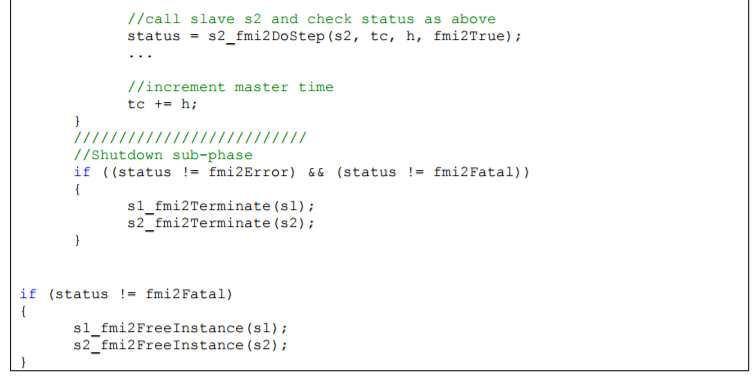 //call slave s2 and check status as above
status = s2_fmi2DoStep(s2, tc, h, fmi2True);
...
//increment master time
tc += h;
}
//////////////////////////
//Shutdown sub-phase
if ((status != fmi2Error) && (status != fmi2Fatal))
{
s1_fmi2Terminate(s1);
s2_fmi2Terminate(s2);
}
if (status != fmi2Fatal)
{
s1_fmi2FreeInstance(s1);
s2_fmi2FreeInstance(s2);
}